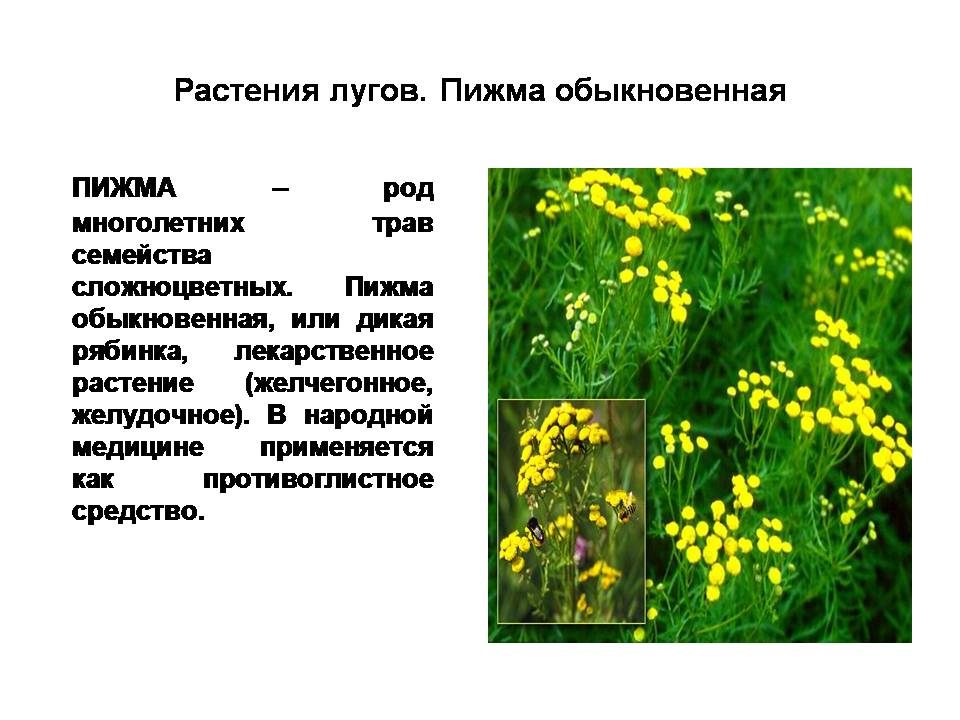 Растения лугов. Пижма обыкновенная
ПИЖМА – род
многолетних трав
семейства
сложноцветных. Пижма
обыкновенная, или дикая
рябинка, лекарственное
растение (желчегонное,
желудочное). В народной
медицине применяется
как противоглистное
средство.